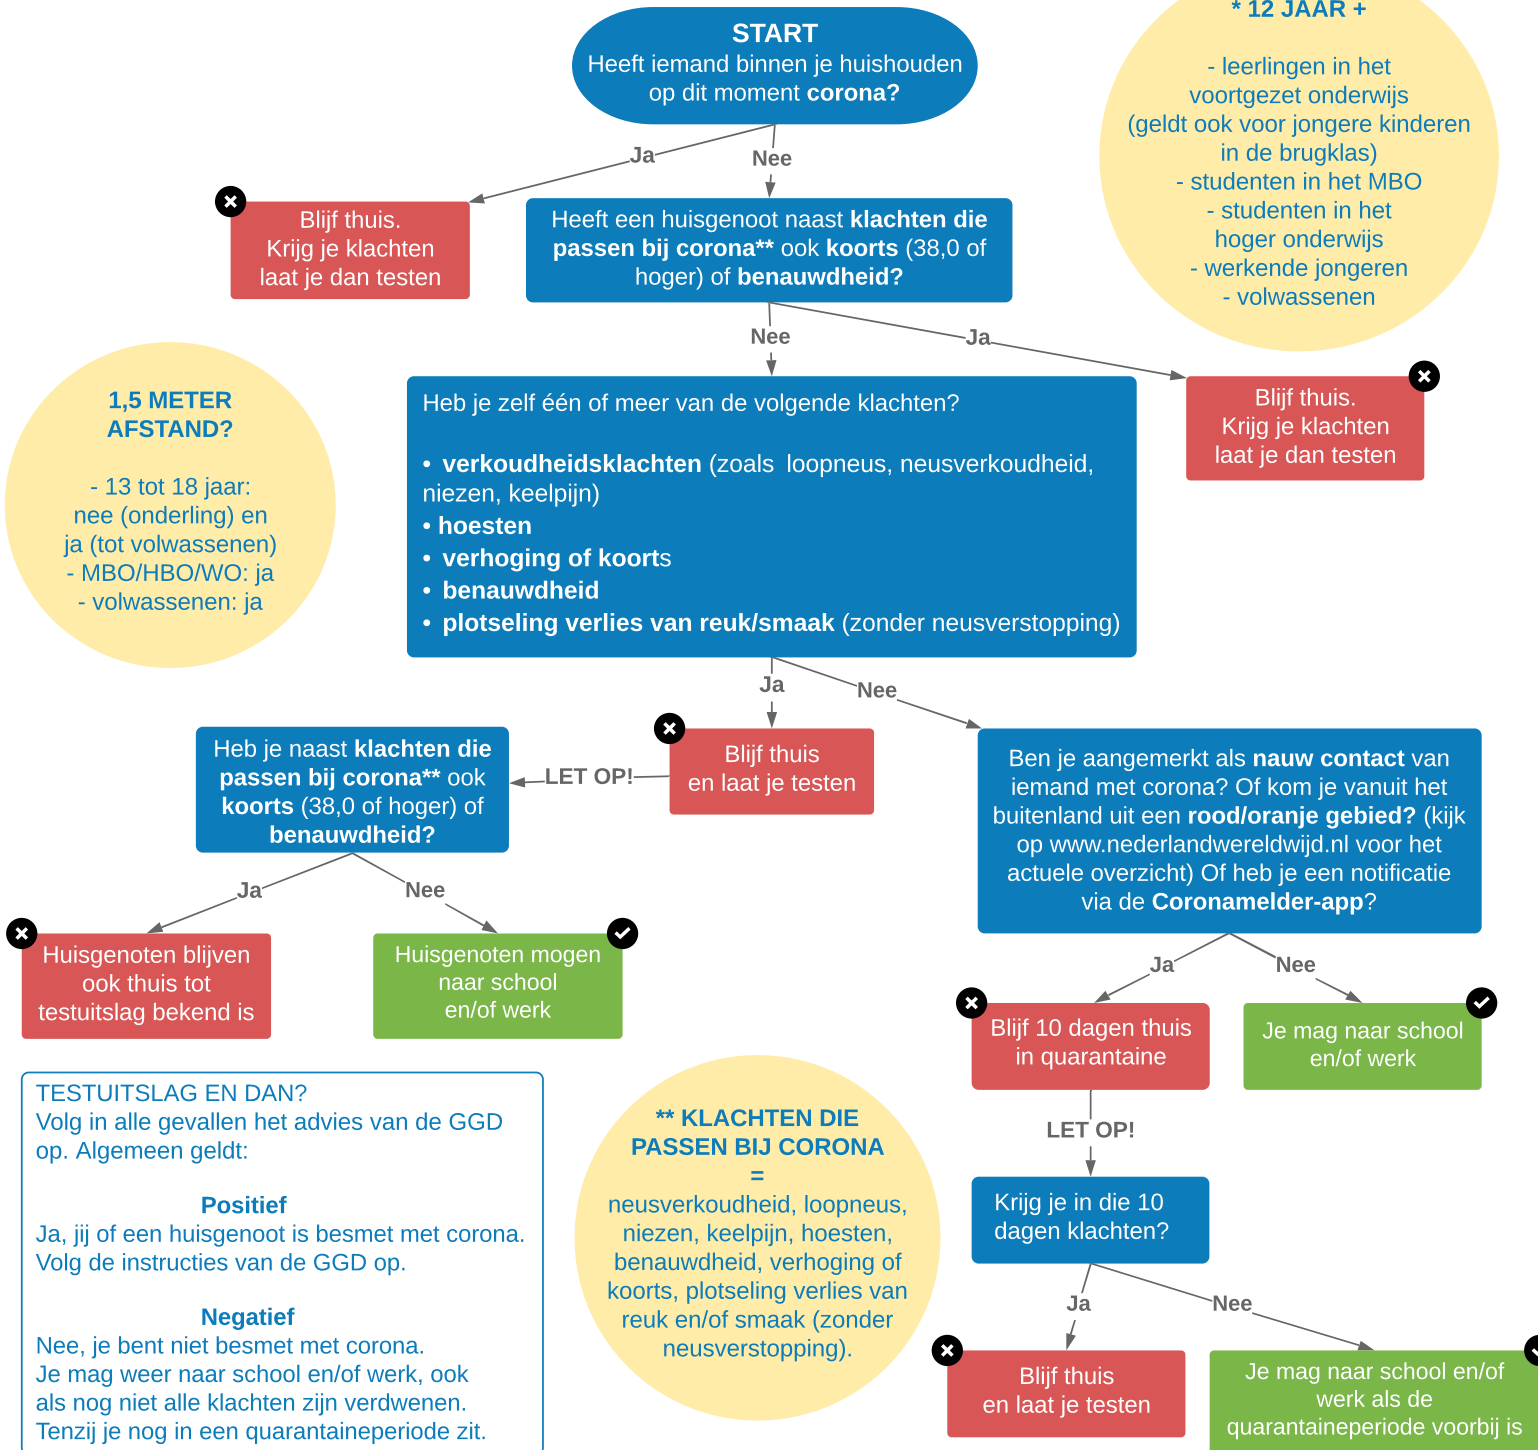 * 12 JAAR +
- leerlingen in het
voortgezet onderwijs
(geldt ook voor jongere kinderen
in de brugklas)
- studenten in het MBO
- studenten in het
hoger onderwijs
- werkende jongeren
- volwassenen
START
Heeft iemand binnen je huishouden
op dit moment corona?
Ja
Nee
Blijf thuis.
Krijg je klachten
laat je dan testen
Heeft een huisgenoot naast klachten die
passen bij corona** ook koorts (38,0 of
hoger) of benauwdheid?
Nee
Ja
Blijf thuis.
Krijg je klachten
laat je dan testen
1,5 METER
AFSTAND?
- 13 tot 18 jaar:
nee (onderling) en
ja (tot volwassenen)
- MBO/HBO/WO: ja
- volwassenen: ja
Heb je zelf één of meer van de volgende klachten?
• verkoudheidsklachten (zoals loopneus, neusverkoudheid,
niezen, keelpijn)
• hoesten
• verhoging of koorts
• benauwdheid
• plotseling verlies van reuk/smaak (zonder neusverstopping)
Ja
Nee
Blijf thuis
en laat je testen
LET OP!
Heb je naast klachten die
passen bij corona** ook
koorts (38,0 of hoger) of
benauwdheid?
Ja
Nee
Huisgenoten blijven
ook thuis tot
testuitslag bekend is
Huisgenoten mogen
naar school
en/of werk
Ben je aangemerkt als nauw contact van
iemand met corona? Of kom je vanuit het
buitenland uit een rood/oranje gebied? (kijk
op www.nederlandwereldwijd.nl voor het
actuele overzicht) Of heb je een notificatie
via de Coronamelder-app?
Ja
Nee
Blijf 10 dagen thuis
in quarantaine
Je mag naar school
en/of werk
LET OP!
Krijg je in die 10
dagen klachten?
Ja
Nee
Blijf thuis
en laat je testen
Je mag naar school en/of
werk als de
quarantaineperiode voorbij is
TESTUITSLAG EN DAN?
Volg in alle gevallen het advies van de GGD
op. Algemeen geldt:
Positief
Ja, jij of een huisgenoot is besmet met corona.
Volg de instructies van de GGD op.
Negatief
Nee, je bent niet besmet met corona.
Je mag weer naar school en/of werk, ook
als nog niet alle klachten zijn verdwenen.
Tenzij je nog in een quarantaineperiode zit.
** KLACHTEN DIE
PASSEN BIJ CORONA
=
neusverkoudheid, loopneus,
niezen, keelpijn, hoesten,
benauwdheid, verhoging of
koorts, plotseling verlies van
reuk en/of smaak (zonder
neusverstopping).